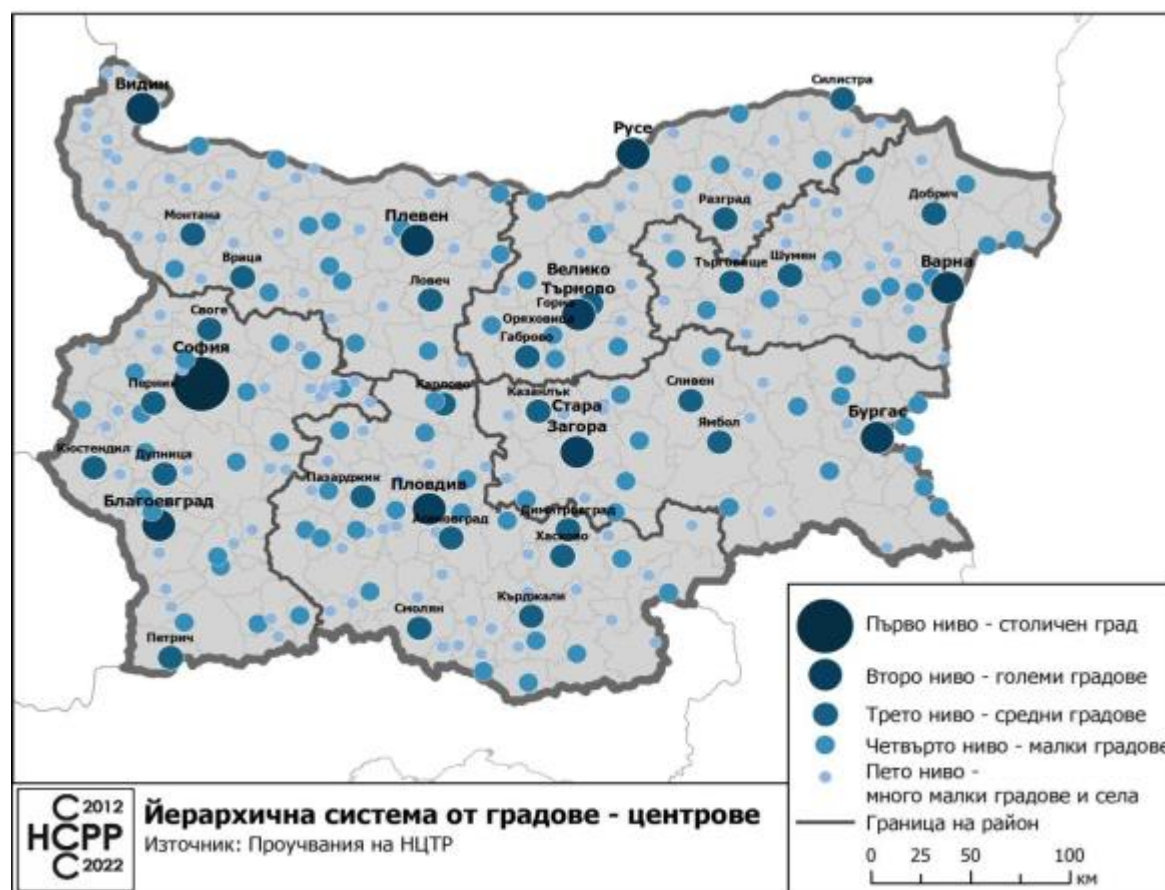 Видин
Силистра
Русе
Добрич
Монтана
Плевен
Разград
Враца
Велико
Търново
Търговище
Шумен
Варна
Ловеч
Горна
Оряховица
Своге
Габрово
София
Перник
Карлово
Казанлък
Сливен
Стара
Загора
Ямбол
Бургас
Кюстендил
Дупница
Пазарджик
Пловдив
Благоевград
Асеновград
Димитровград
Хасково
Кърджали
Смолян
Петрич
Първо ниво - столичен град
Второ ниво - големи градове
Трето ниво - средни градове
Четвърто ниво - малки градове
Пето ниво -
много малки градове и села
Граница на район
0 25 50 100
км
С 2012
НСРР
С 2022
Йерархична система от градове - центрове
Източник: Проучвания на НЦТР